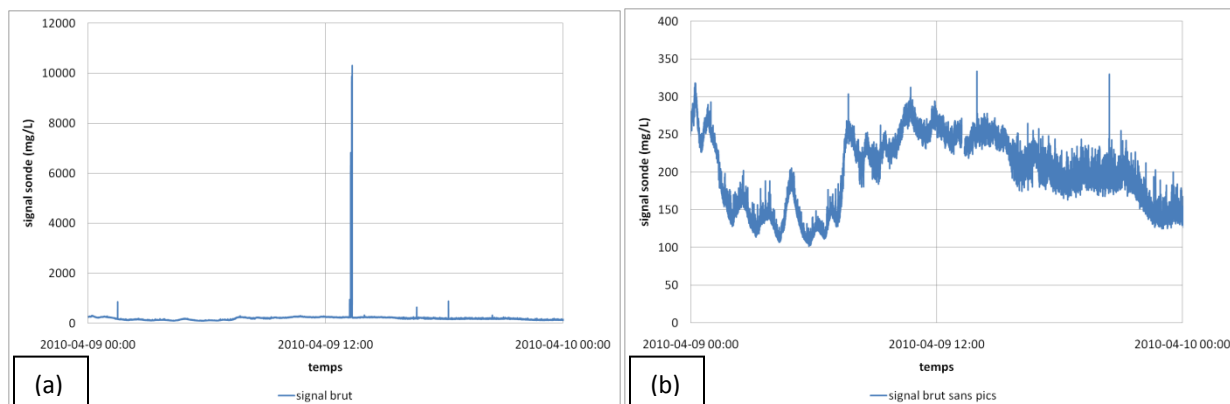 12000
10000
8000
6000
4000
2000
0
signal sonde (mg/L)
2010-04-09 00:00
2010-04-09 12:00
2010-04-10 00:00
temps
signal brut
(a)
400
350
300
250
200
150
100
50
0
signal sonde (mg/L)
2010-04-09 00:00
2010-04-09 12:00
2010-04-10 00:00
temps
signal brut sans pics
(b)